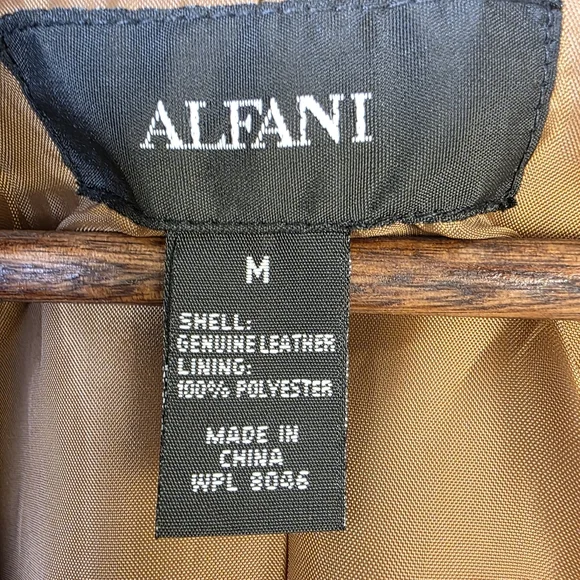 ALFANI
M
SHELL:
GENUINE LEATHER
LINING:
100% POLYESTER
MADE IN
CHINA
WPL 8046